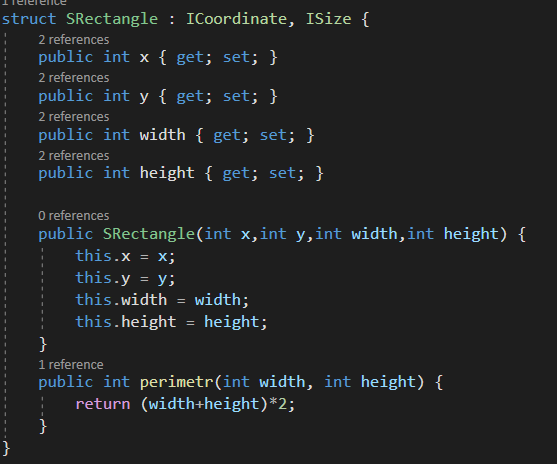 1 reference
struct SRectangle : ICoordinate, ISize {
2 references
public int x { get; set; }
2 references
public int y { get; set; }
2 references
public int width { get; set; }
2 references
public int height { get; set; }
0 references
public SRectangle(int x,int y,int width,int height) {
this.x = x;
this.y = y;
this.width = width;
this.height = height;
}
1 reference
public int perimetr(int width, int height) {
return (width+height)*2;
}
}